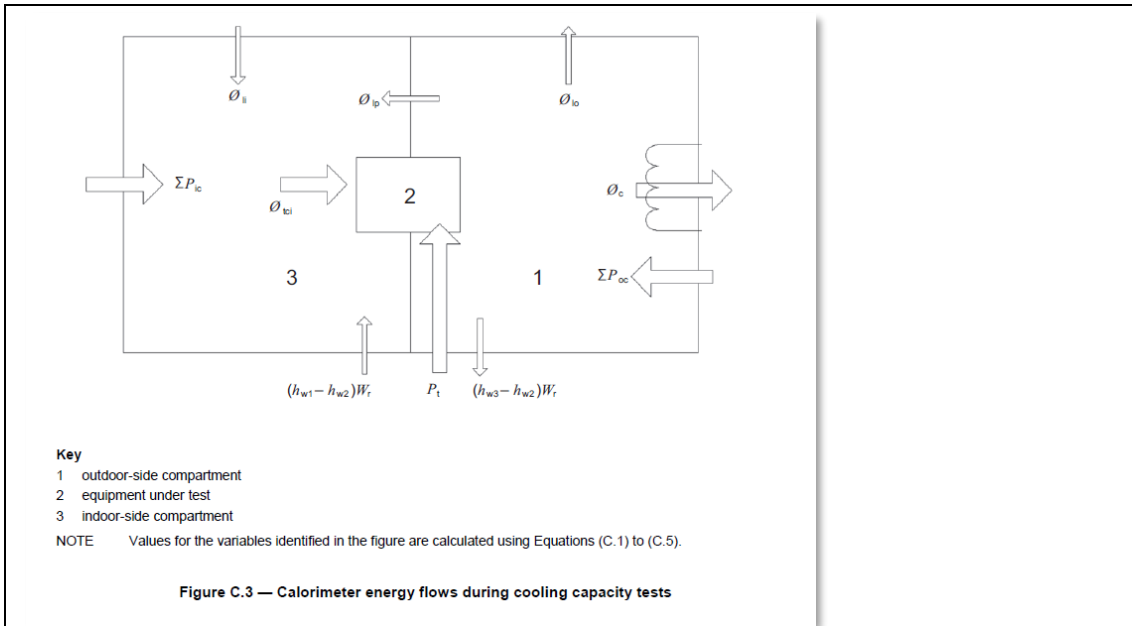 Ø li
Ø lp
Ø lo
ΣP ic
Ø tci
2
Ø c
3
1
ΣP oc
(h w1 − h w2 )W r
P t
(h w3 − h w2 )W r
Key
1 outdoor-side compartment
2 equipment under test
3 indoor-side compartment
NOTE Values for the variables identified in the figure are calculated using Equations (C.1) to (C.5).
Figure C.3 — Calorimeter energy flows during cooling capacity tests